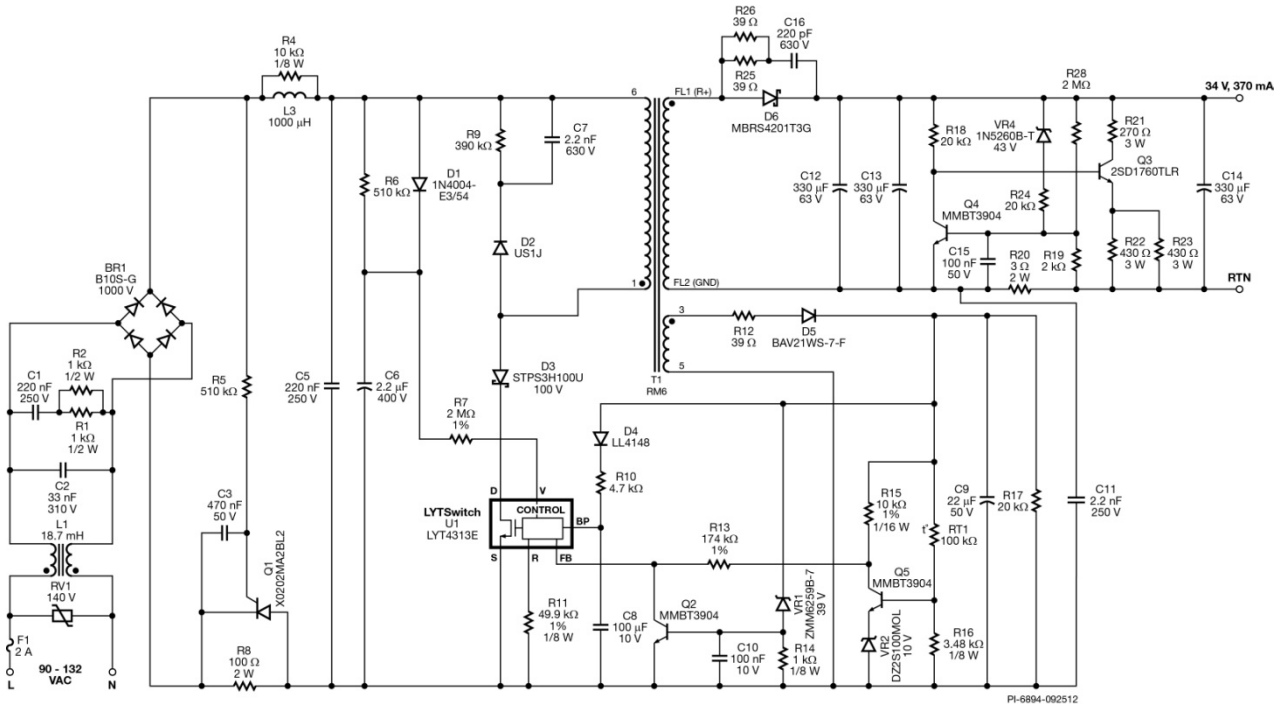 R4
10 kΩ
1/8 W
L3
1000 μH
R26
39 Ω
C16
220 pF
630 V
R25
39 Ω
FL1 (R+)
D6
MBRS4201T3G
R28
2 MΩ
34 V, 370 mA
6
R9
390 kΩ
C7
2.2 nF
630 V
R18
20 kΩ
VR4
1N5260B-T
43 V
R21
270 Ω
3 W
Q3
2SD1760TLR
D1
1N4004-
E3/54
R6
510 kΩ
C12
330 μF
63 V
C13
330 μF
63 V
C14
330 μF
63 V
R24
20 kΩ
Q4
MMBT3904
D2
US1J
C15
100 nF
50 V
R20
3 Ω
2 W
R19
2 kΩ
R22
430 Ω
3 W
R23
430 Ω
3 W
BR1
B10S-G
1000 V
1
FL2 (GND)
RTN
3
R12
39 Ω
D5
BAV21WS-7-F
5
T1
RM6
C1
220 nF
250 V
R2
1 kΩ
1/2 W
R1
1 kΩ
1/2 W
R5
510 kΩ
C5
220 nF
250 V
C6
2.2 μF
400 V
D3
STPS3H100U
100 V
R7
2 MΩ
1%
D4
LL4148
R10
4.7 kΩ
C2
33 nF
310 V
C3
470 nF
50 V
LYTSwitch
U1
LYT4313E
D
V
CONTROL
BP
S
R
FB
R13
174 kΩ
1%
R15
10 kΩ
1%
1/16 W
t°
RT1
100 kΩ
C9
22 μF
50 V
R17
20 kΩ
C11
2.2 nF
250 V
L1
18.7 mH
RV1
140 V
F1
2 A
90 - 132
VAC
L
N
Q1
X0202MA2BL2
R8
100 Ω
2 W
R11
49.9 kΩ
1%
1/8 W
C8
100 μF
10 V
Q2
MMBT3904
C10
100 nF
10 V
VR1
ZMM6259B-7
39 V
R14
1 kΩ
1/8 W
Q5
MMBT3904
VR2
DZ2S100MOL
10 V
R16
3.48 kΩ
1/8 W
PI-6894-092512